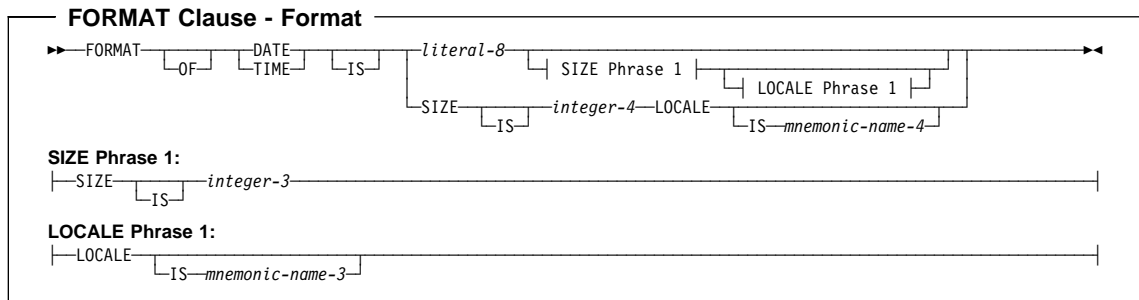 FORMAT Clause - Format
FORMAT OF DATE TIME IS literal-8 SIZE Phrase 1 LOCALE Phrase 1
SIZE IS integer-4 LOCALE IS mnemonic-name-4
SIZE Phrase 1:
SIZE IS integer-3
LOCALE Phrase 1:
LOCALE IS mnemonic-name-3